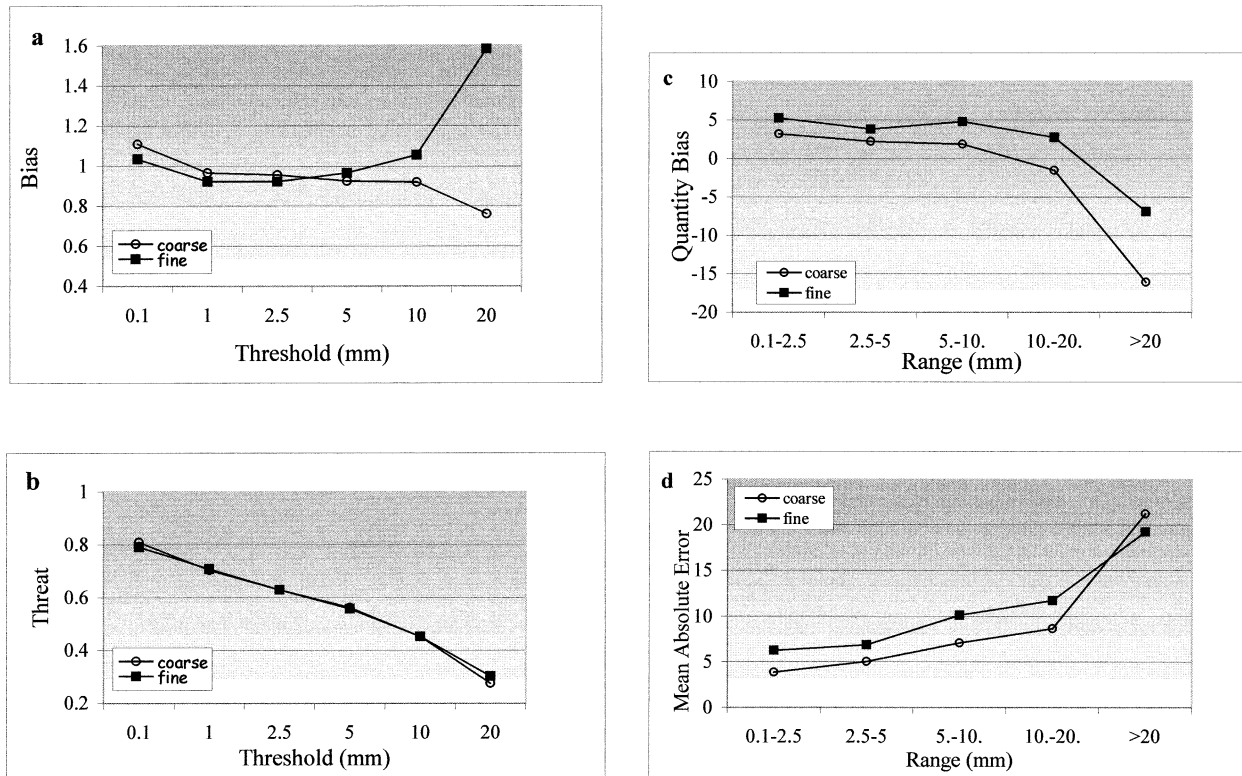 a
1.6
1.4
1.2
1
0.8
0.6
0.4
Bias
coarse
fine
0.1 1 2.5 5 10 20
Threshold (mm)
c
10
5
0
-5
-10
-15
-20
Quantity Bias
coarse
fine
0.1-2.5 2.5-5 5.-10. 10.-20. >20
Range (mm)
b
1
0.8
0.6
0.4
0.2
Threat
coarse
fine
0.1 1 2.5 5 10 20
Threshold (mm)
d
25
20
15
10
5
0
Mean Absolute Error
coarse
fine
0.1-2.5 2.5-5 5.-10. 10.-20. >20
Range (mm)